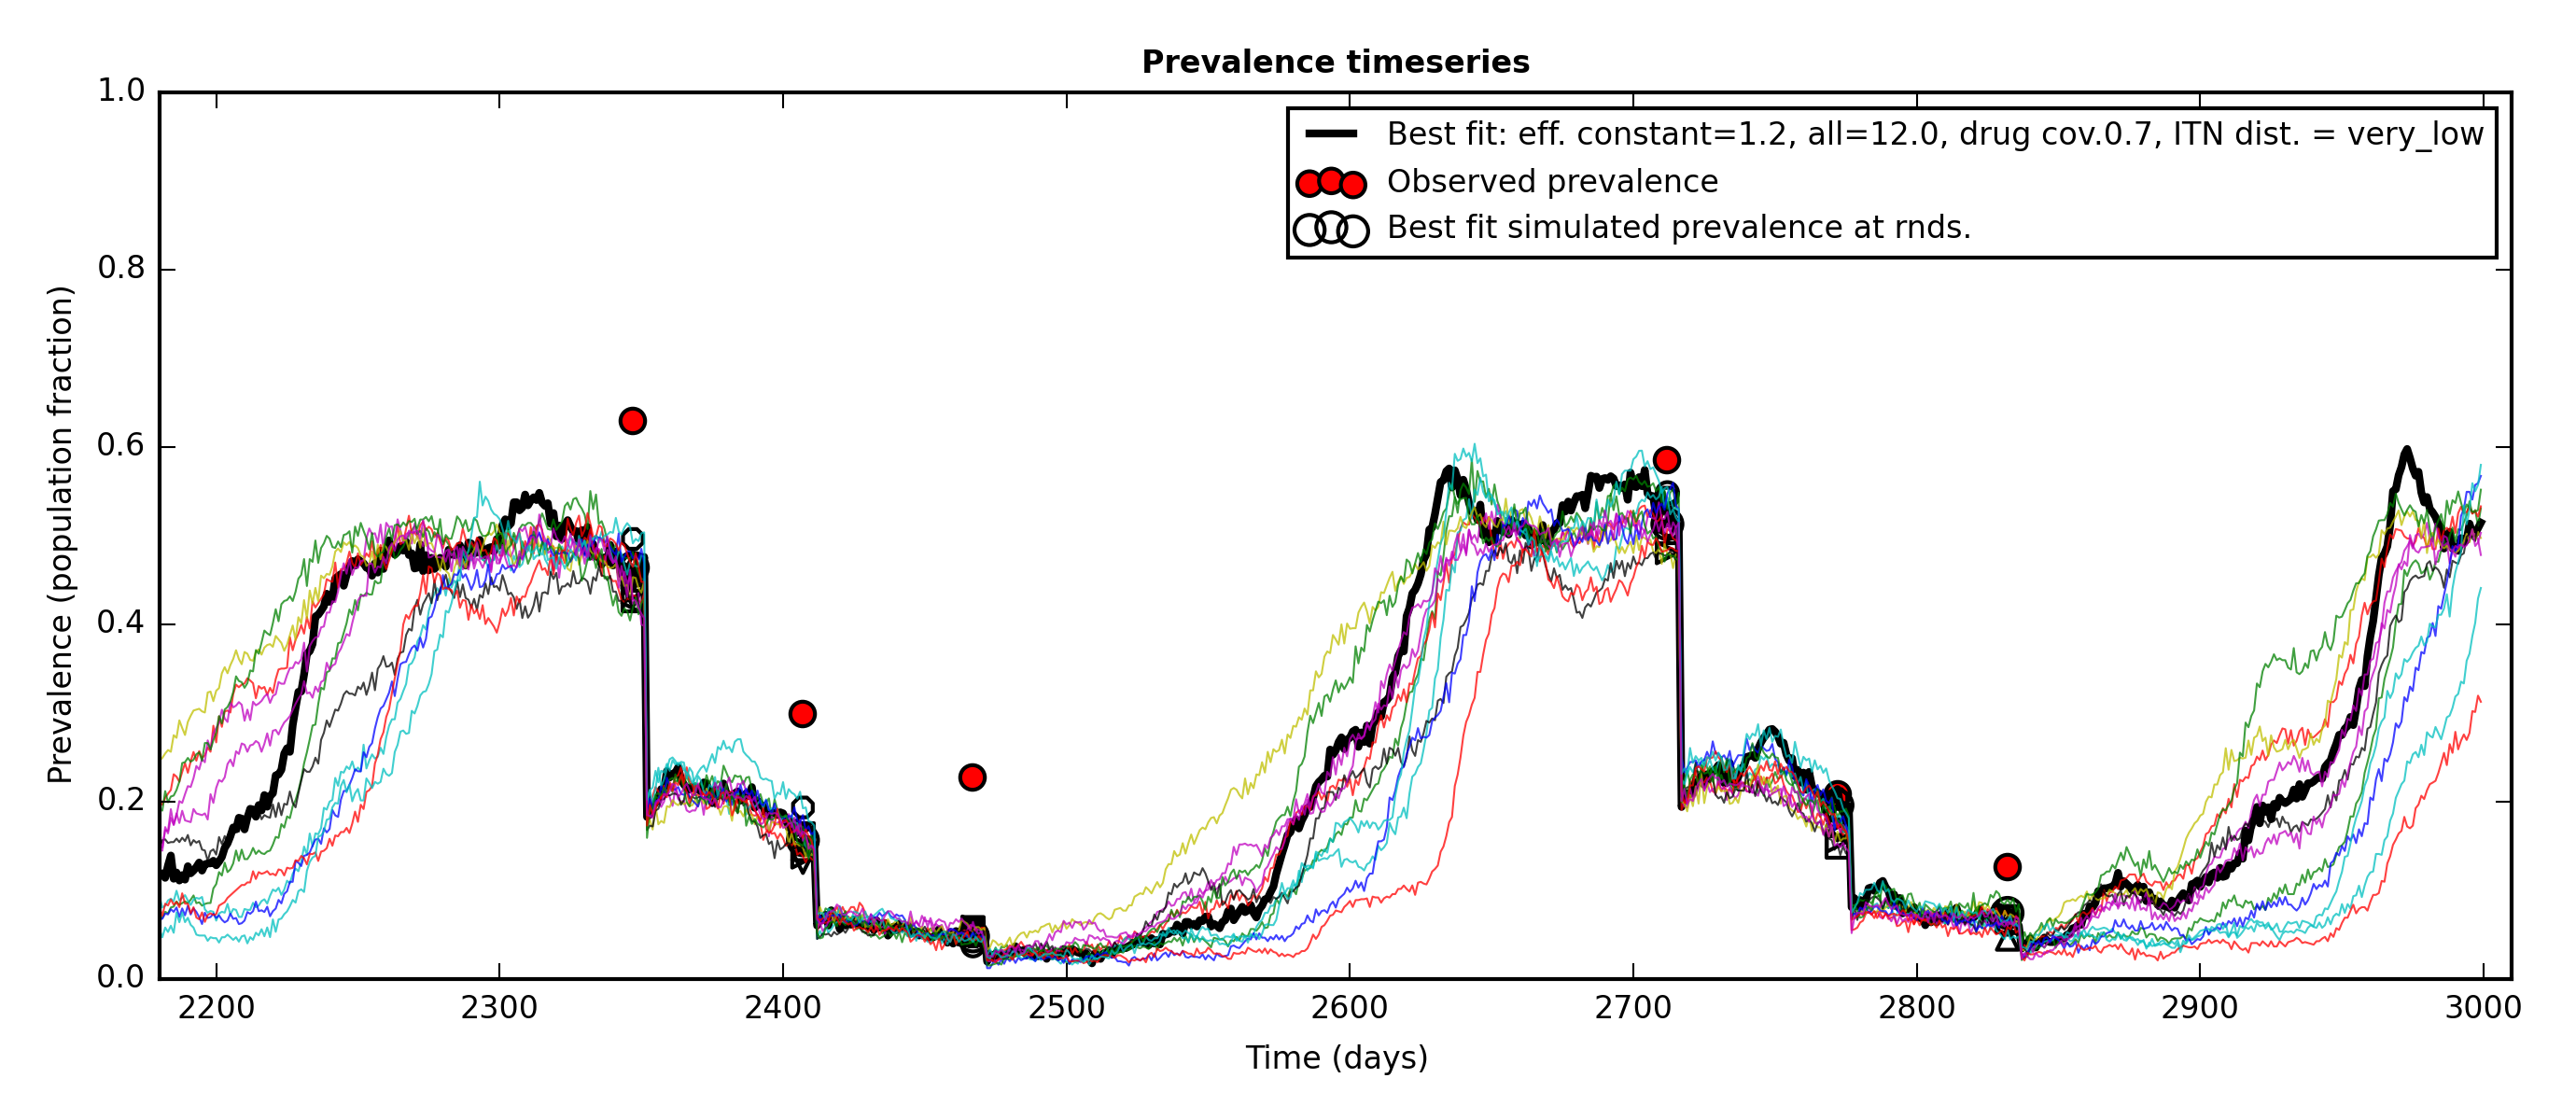 Prevalence timeseries
1.0
0.8
0.6
0.4
0.2
0.0
Prevalence (population fraction)
Best fit: eff. constant=1.2, all=12.0, drug cov.0.7, ITN dist. = very_low
Observed prevalence
Best fit simulated prevalence at rnds.
2200 2300 2400 2500 2600 2700 2800 2900 3000
Time (days)